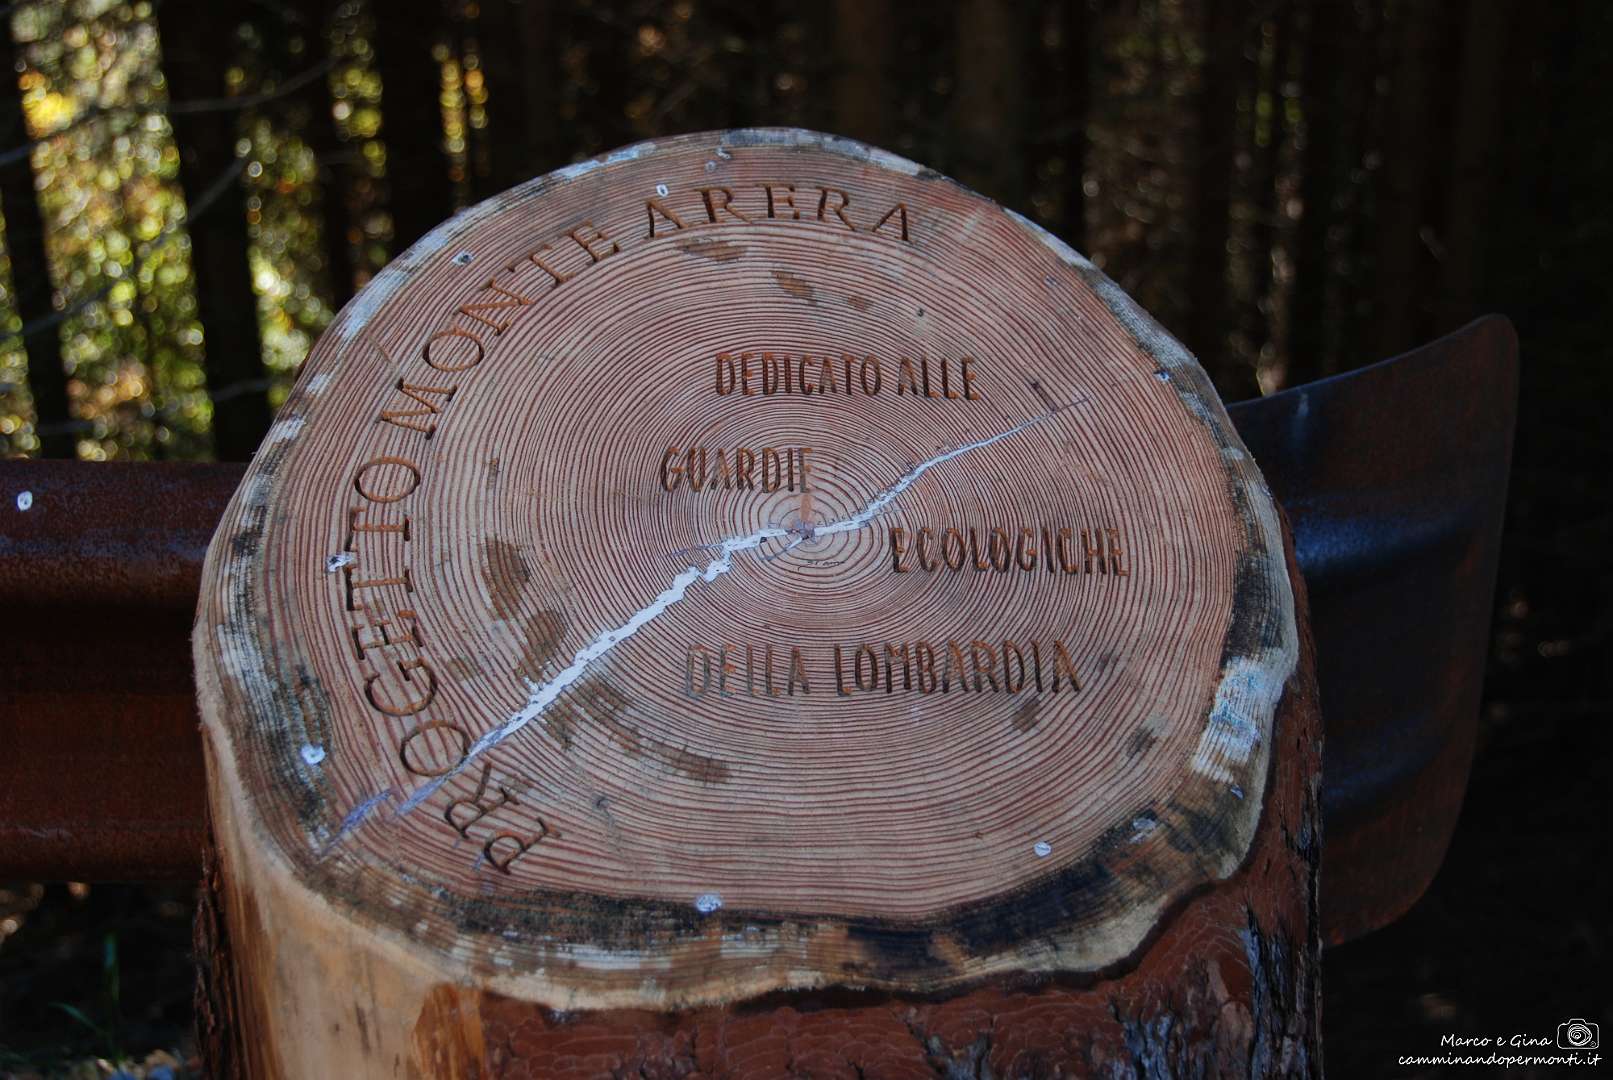 PROGETTO MONTE ARERA
DEDICATO ALLE
GUARDIE
ECOLOGICHE
DELLA LOMBARDIA
Marco e Gina
camminandopermonti.it